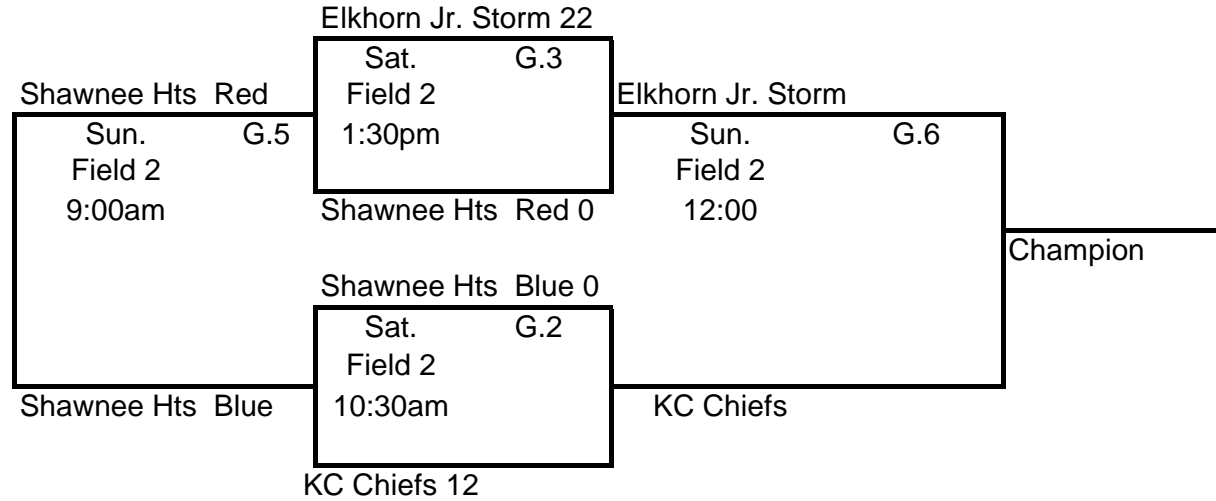 Elkhorn Jr. Storm 22
Sat. G.3
Shawnee Hts Red Field 2 Elkhorn Jr. Storm
Sun. G.5 1:30pm Sun. G.6
Field 2 Field 2
9:00am Shawnee Hts Red 0 12:00
Champion
Shawnee Hts Blue 0
Sat. G.2
Field 2
Shawnee Hts Blue 10:30am KC Chiefs
KC Chiefs 12